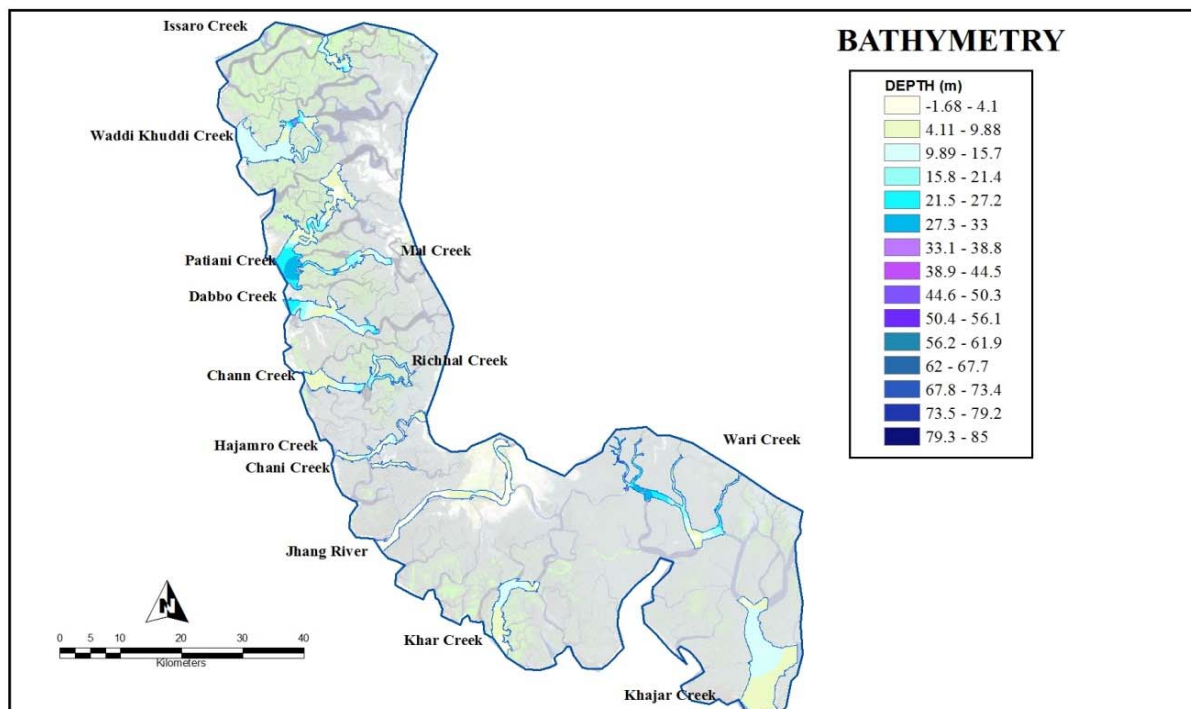 BATHYMETRY
DEPTH (m)
-1.68 - 4.1
4.11 - 9.88
9.89 - 15.7
15.8 - 21.4
21.5 - 27.2
27.3 - 33
33.1 - 38.8
38.9 - 44.5
44.6 - 50.3
50.4 - 56.1
56.2 - 61.9
62 - 67.7
67.8 - 73.4
73.5 - 79.2
79.3 - 85
Issaro Creek
Waddi Khuddi Creek
Patiani Creek
Mal Creek
Dabbo Creek
Richhal Creek
Chann Creek
Hajamro Creek
Chani Creek
Wari Creek
Jhang River
Khar Creek
Khajar Creek
N
0 5 10 20 30 40
Kilometers